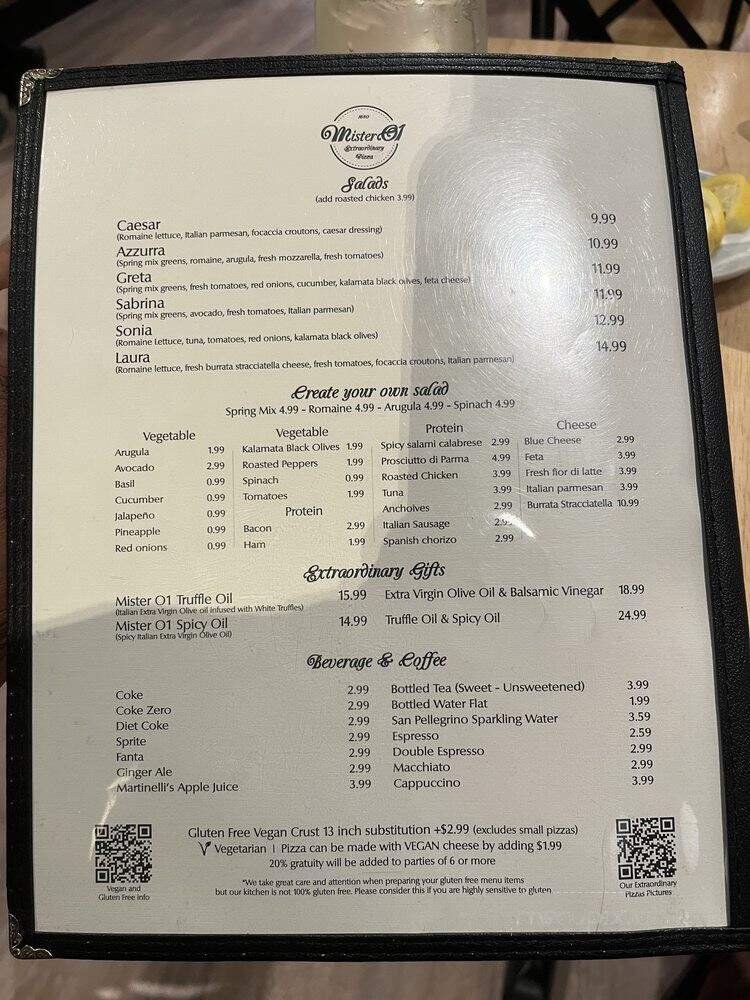 1630
Mister O1
Extraordinary
Pizza
Salads
(add roasted chicken 3.99)
Caesar 9.99
(Romaine lettuce, Italian parmesan, focaccia croutons, caesar dressing)
Azzurra 10.99
(Spring mix greens, romaine, arugula, fresh mozzarella, fresh tomatoes)
Greta 11.99
(Spring mix greens, fresh tomatoes, red onions, cucumber, kalamata black olives, feta cheese)
Sabrina 11.99
(Spring mix greens, avocado, fresh tomatoes, Italian parmesan)
Sonia 12.99
(Romaine Lettuce, tuna, tomatoes, red onions, kalamata black olives)
Laura 14.99
(Romaine lettuce, fresh burrata stracciatella cheese, fresh tomatoes, focaccia croutons, Italian parmesan)
Create your own salad
Spring Mix 4.99 - Romaine 4.99 - Arugula 4.99 - Spinach 4.99
Vegetable
Arugula 1.99
Avocado 2.99
Basil 0.99
Cucumber 0.99
Jalapeño 0.99
Pineapple 0.99
Red onions 0.99
Vegetable
Kalamata Black Olives 1.99
Roasted Peppers 1.99
Spinach 0.99
Tomatoes 1.99
Protein
Bacon 2.99
Ham 1.99
Protein
Spicy salami calabrese 2.99
Prosciutto di Parma 4.99
Roasted Chicken 3.99
Tuna 3.99
Anchoives 2.99
Italian Sausage 2.99
Spanish chorizo 2.99
Cheese
Blue Cheese 2.99
Feta 3.99
Fresh fior di latte 3.99
Italian parmesan 3.99
Burrata Stracciatella 10.99
Extraordinary Gifts
Mister O1 Truffle Oil 15.99
(Italian Extra Virgin Olive oil infused with White Truffles)
Mister O1 Spicy Oil 14.99
(Spicy Italian Extra Virgin Olive Oil)
Extra Virgin Olive Oil & Balsamic Vinegar 18.99
Truffle Oil & Spicy Oil 24.99
Beverage & Coffee
Coke 2.99
Coke Zero 2.99
Diet Coke 2.99
Sprite 2.99
Fanta 2.99
Ginger Ale 2.99
Martinelli's Apple Juice 3.99
Bottled Tea (Sweet - Unsweetened) 3.99
Bottled Water Flat 1.99
San Pellegrino Sparkling Water 3.59
Espresso 2.59
Double Espresso 2.99
Macchiato 2.99
Cappuccino 3.99
Gluten Free Vegan Crust 13 inch substitution +$2.99 (excludes small pizzas)
V Vegetarian | Pizza can be made with VEGAN cheese by adding $1.99
20% gratuity will be added to parties of 6 or more
*We take great care and attention when preparing your gluten free menu items
but our kitchen is not 100% gluten free. Please consider this if you are highly sensitive to gluten
Vegan and
Gluten Free info
Our Extraordinary
Pizzas Pictures